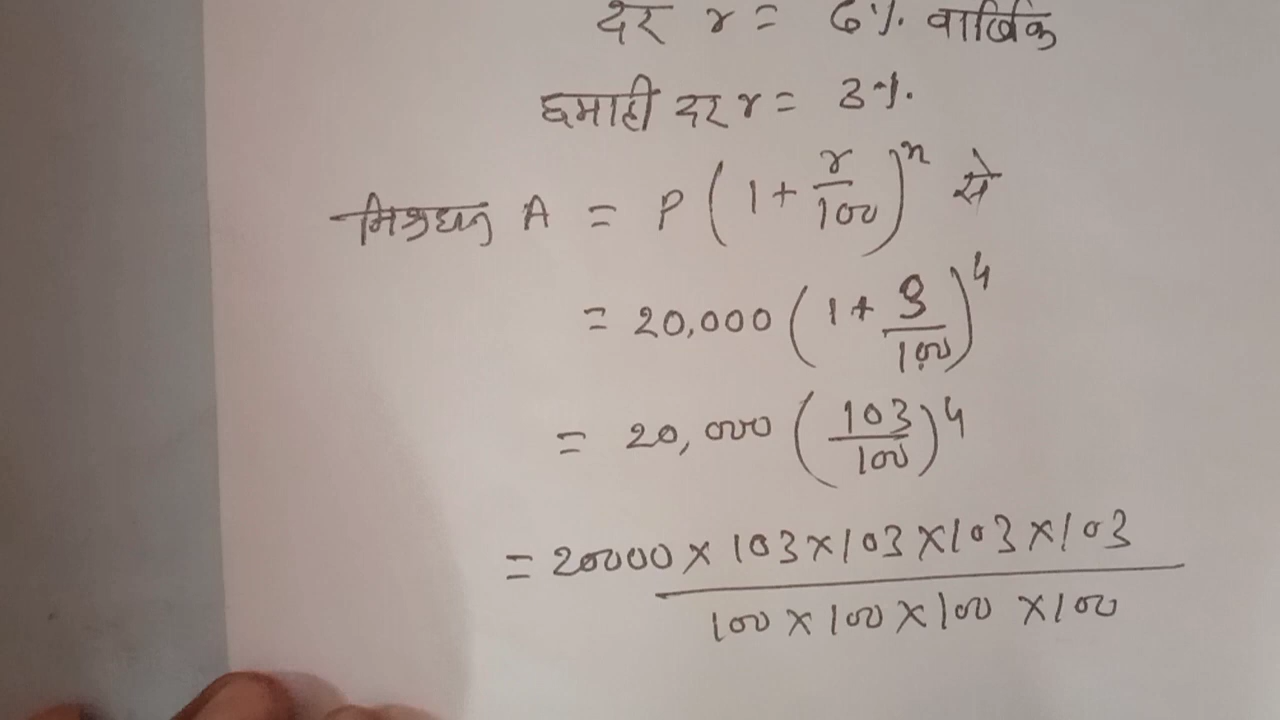 दर r = 6% वार्षिक
छमाही दर r = 3%.
मिश्रधन A = P ( 1 + r/100 )^n से
= 20,000 ( 1 + 3/100 )^4
= 20,000 ( 103/100 )^4
= 20000 × 103 × 103 × 103 × 103
100 × 100 × 100 × 100